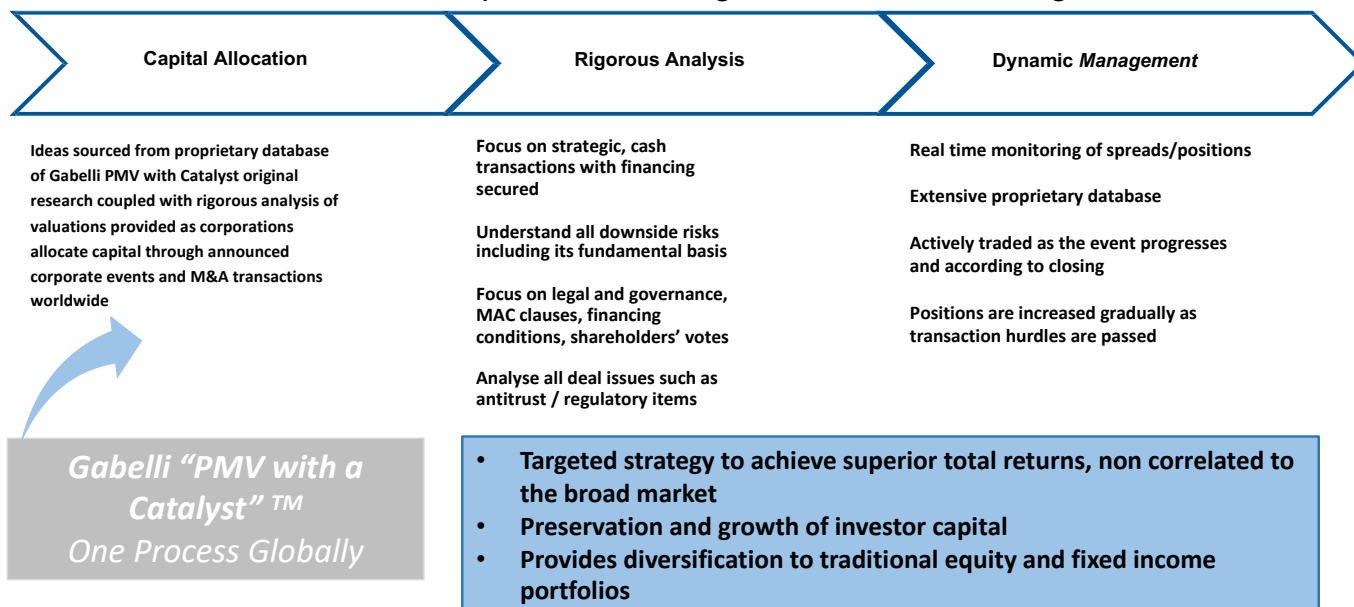 Capital Allocation
Rigorous Analysis
Dynamic Management
Ideas sourced from proprietary database
of Gabelli PMV with Catalyst original
research coupled with rigorous analysis of
valuations provided as corporations
allocate capital through announced
corporate events and M&A transactions
worldwide
Focus on strategic, cash
transactions with financing
secured
Understand all downside risks
including its fundamental basis
Focus on legal and governance,
MAC clauses, financing
conditions, shareholders’ votes
Analyse all deal issues such as
antitrust / regulatory items
Real time monitoring of spreads/positions
Extensive proprietary database
Actively traded as the event progresses
and according to closing
Positions are increased gradually as
transaction hurdles are passed
Gabelli “PMV with a
Catalyst” ™
One Process Globally
• Targeted strategy to achieve superior total returns, non correlated to
the broad market
• Preservation and growth of investor capital
• Provides diversification to traditional equity and fixed income
portfolios